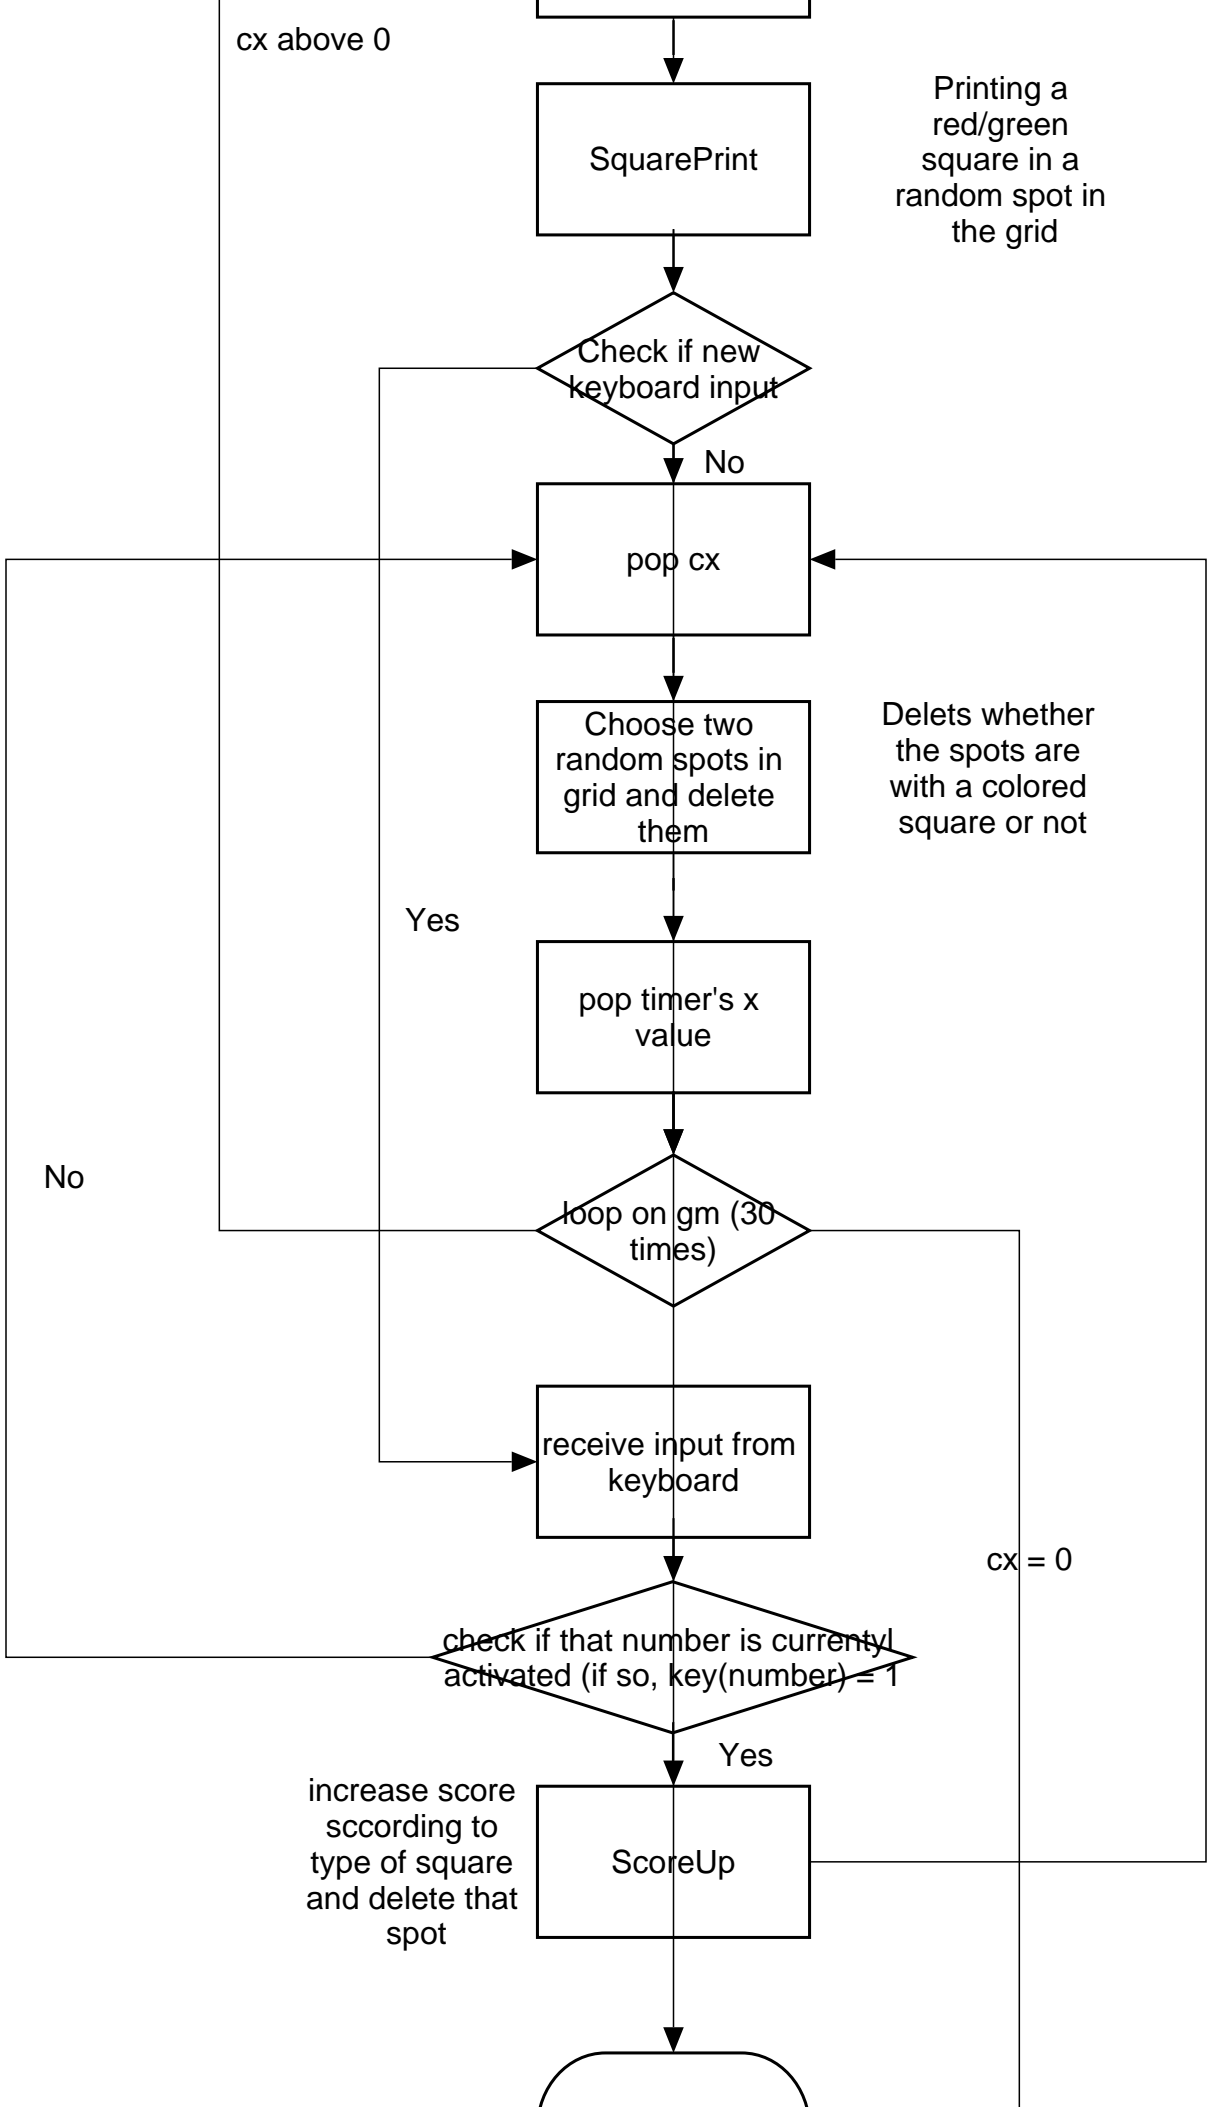 cx above 0
Printing a
red/green
square in a
random spot in
the grid
SquarePrint
Check if new
keyboard input
No
pop cx
Choose two
random spots in
grid and delete
them
Delets whether
the spots are
with a colored
square or not
Yes
pop timer's x
value
No
loop on gm (30
times)
receive input from
keyboard
cx = 0
check if that number is currentyl
activated (if so, key(number) = 1
Yes
increase score
sccording to
type of square
and delete that
spot
ScoreUp